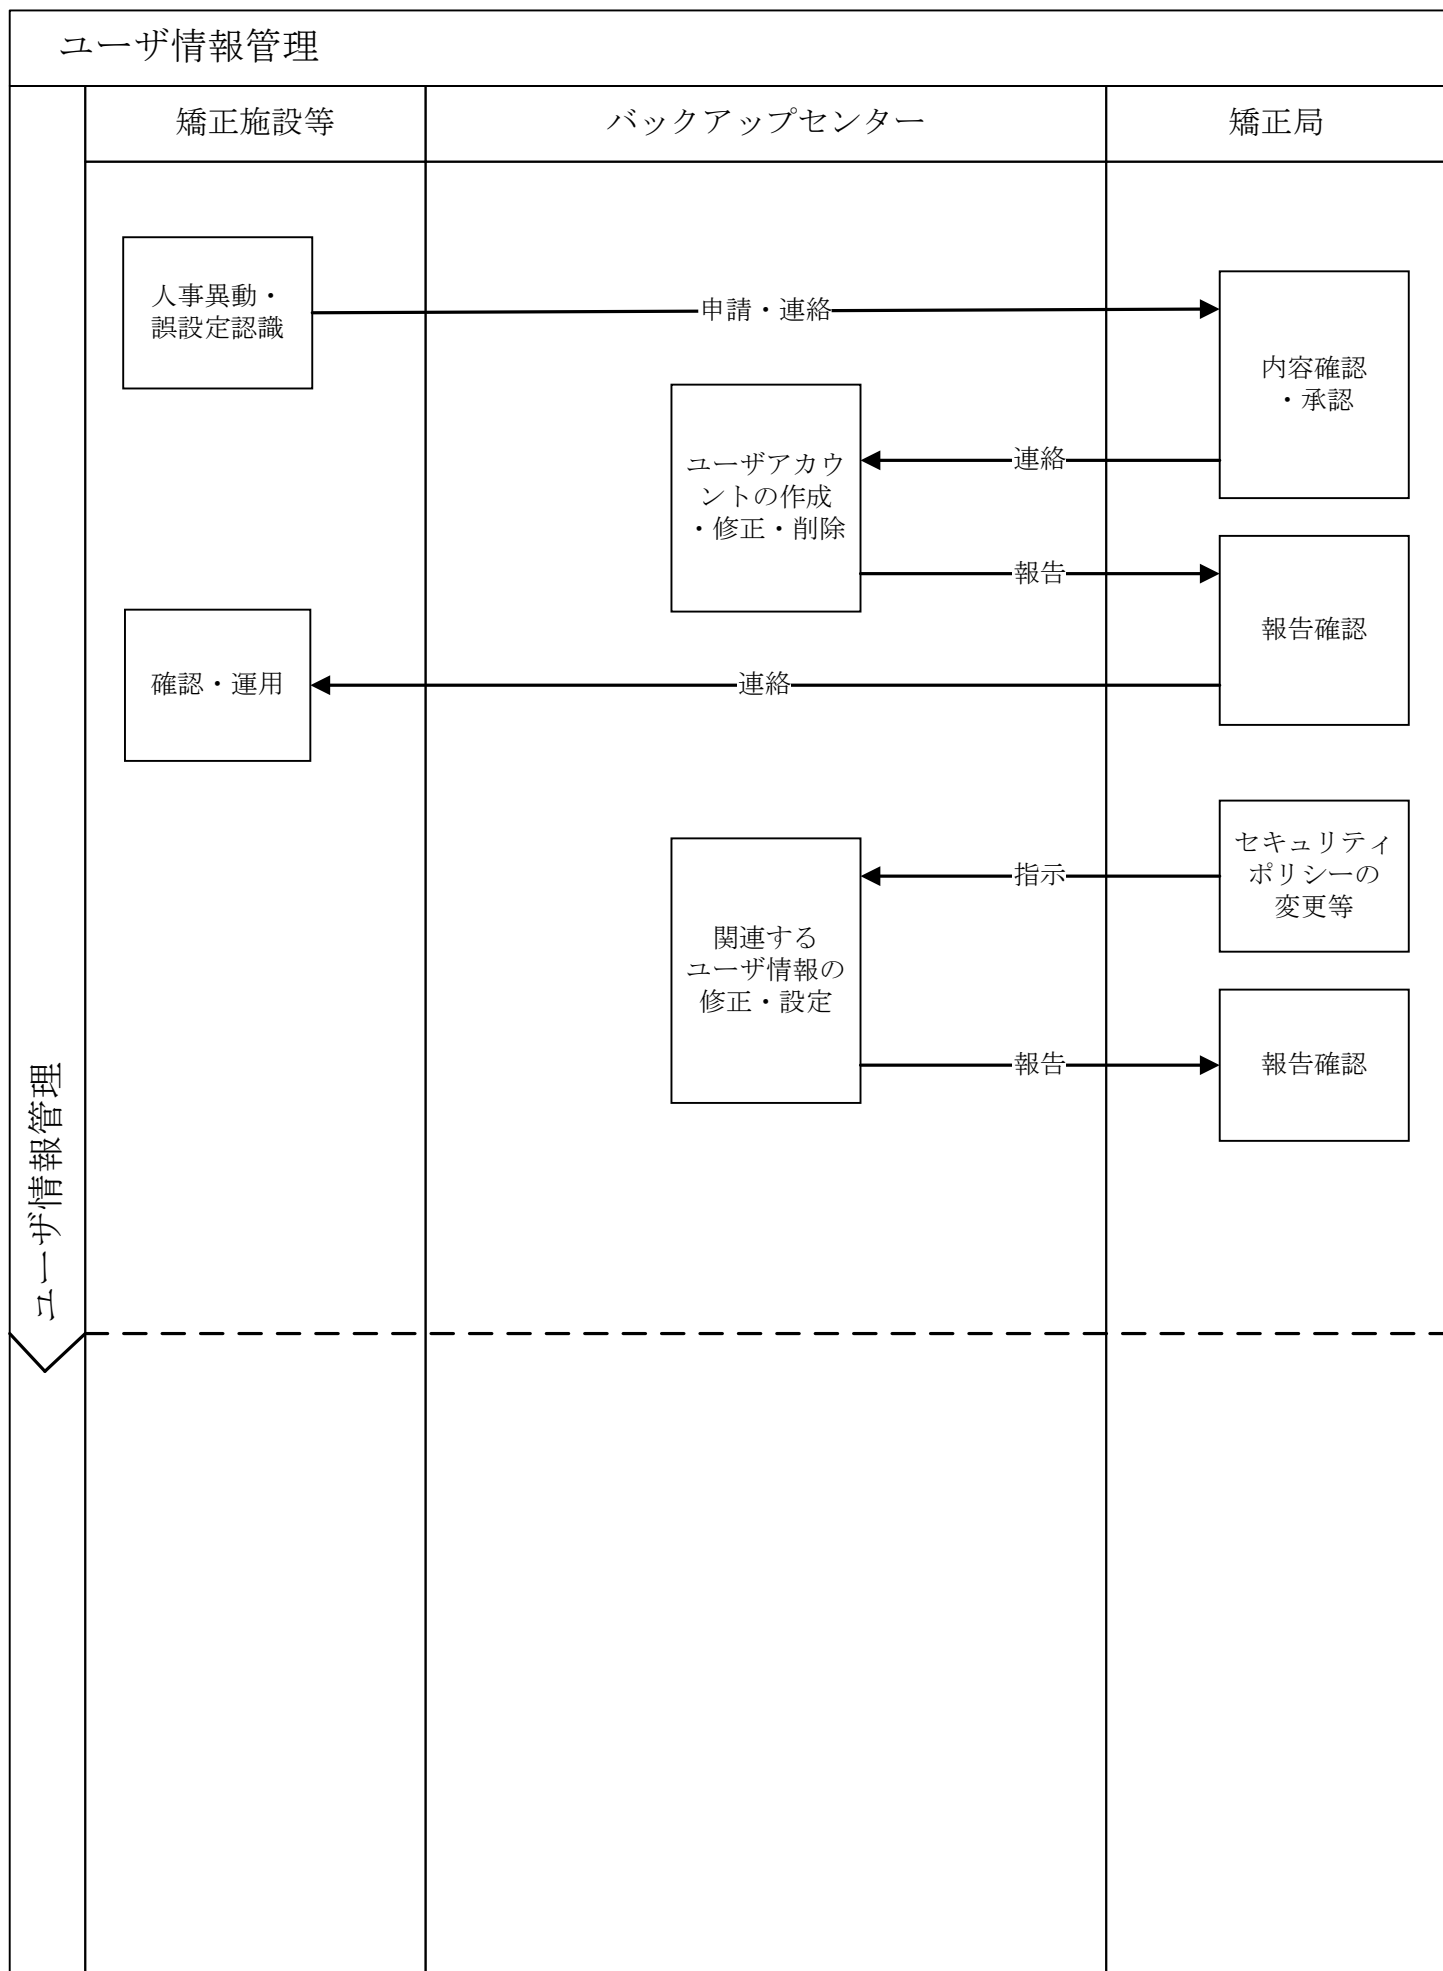 ユーザ情報管理
矯正施設等
バックアップセンター
矯正局
人事異動・
誤設定認識
申請・連絡
内容確認
・承認
連絡
ユーザアカウ
ントの作成
・修正・削除
報告
報告確認
連絡
確認・運用
セキュリティ
ポリシーの
変更等
指示
関連する
ユーザ情報の
修正・設定
報告
報告確認
ユーザ情報管理